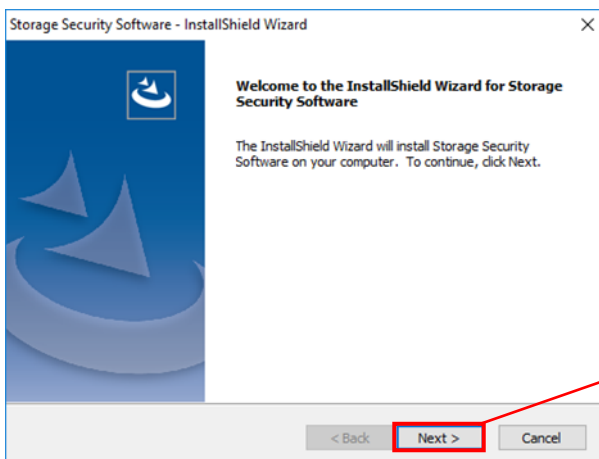 Storage Security Software - InstallShield Wizard
Welcome to the InstallShield Wizard for Storage
Security Software
The InstallShield Wizard will install Storage Security
Software on your computer. To continue, click Next.
< Back Next > Cancel